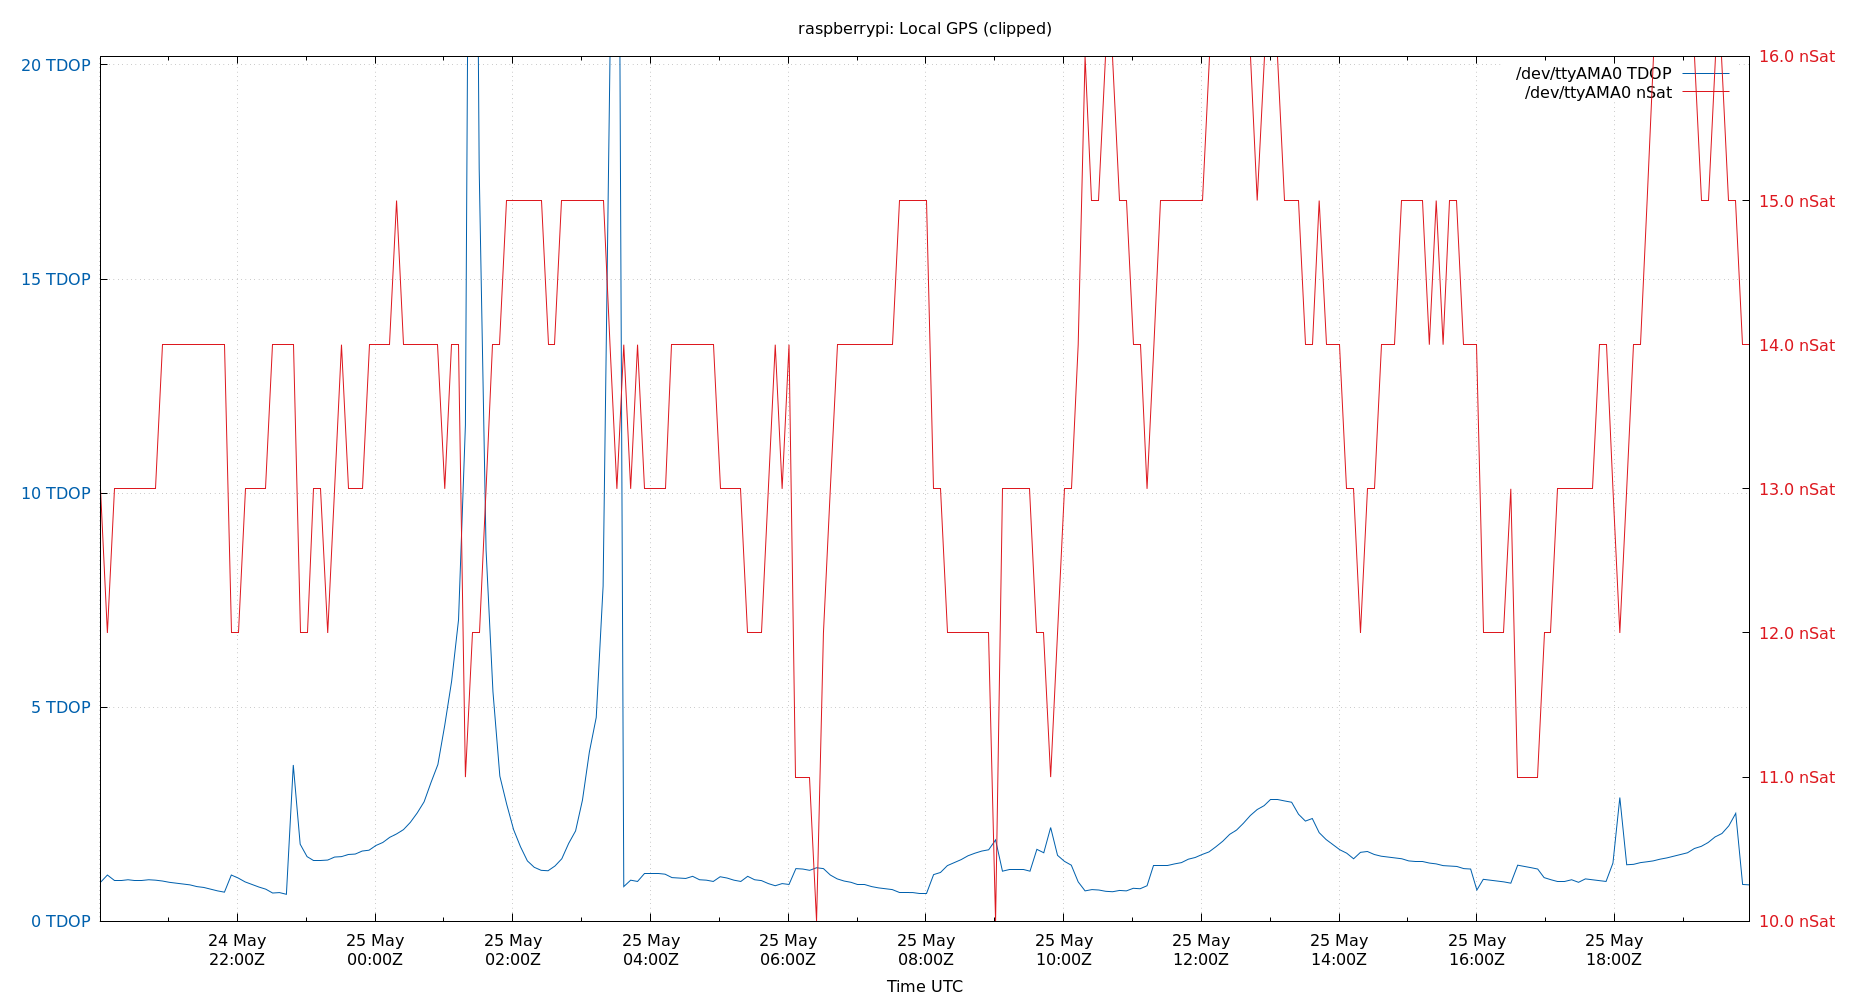 raspberrypi: Local GPS (clipped)
20 TDOP
15 TDOP
10 TDOP
5 TDOP
0 TDOP
16.0 nSat
15.0 nSat
14.0 nSat
13.0 nSat
12.0 nSat
11.0 nSat
10.0 nSat
/dev/ttyAMA0 TDOP
/dev/ttyAMA0 nSat
24 May
22:00Z
25 May
00:00Z
25 May
02:00Z
25 May
04:00Z
25 May
06:00Z
25 May
08:00Z
25 May
10:00Z
25 May
12:00Z
25 May
14:00Z
25 May
16:00Z
25 May
18:00Z
Time UTC